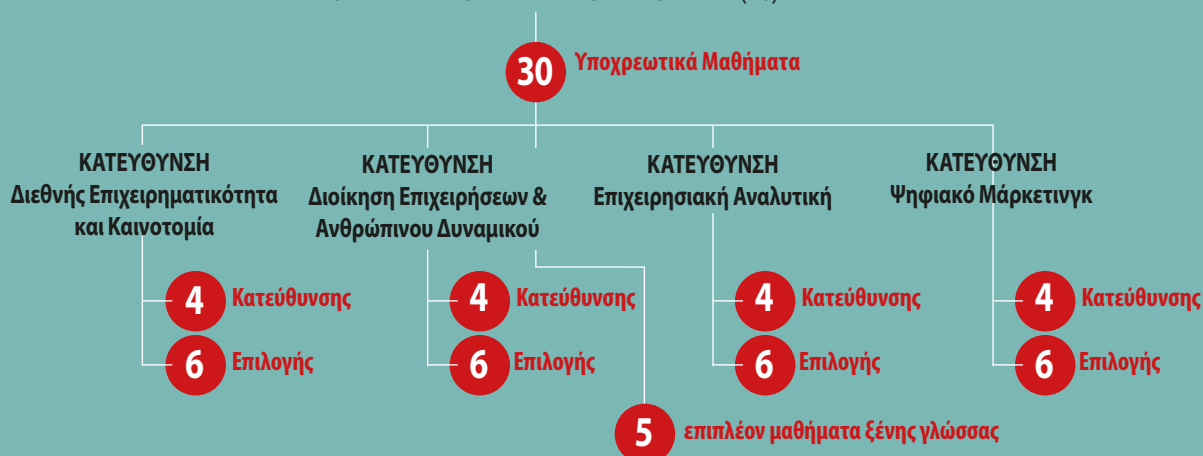 30 Υποχρεωτικά Μαθήματα
ΚΑΤΕΥΘΥΝΣΗ
Διεθνής Επιχειρηματικότητα
και Καινοτομία
4 Κατεύθυνσης
6 Επιλογής
ΚΑΤΕΥΘΥΝΣΗ
Διοίκηση Επιχειρήσεων &
Ανθρώπινου Δυναμικού
4 Κατεύθυνσης
6 Επιλογής
ΚΑΤΕΥΘΥΝΣΗ
Επιχειρησιακή Αναλυτική
4 Κατεύθυνσης
6 Επιλογής
ΚΑΤΕΥΘΥΝΣΗ
Ψηφιακό Μάρκετινγκ
4 Κατεύθυνσης
6 Επιλογής
5 επιπλέον μαθήματα ξένης γλώσσας